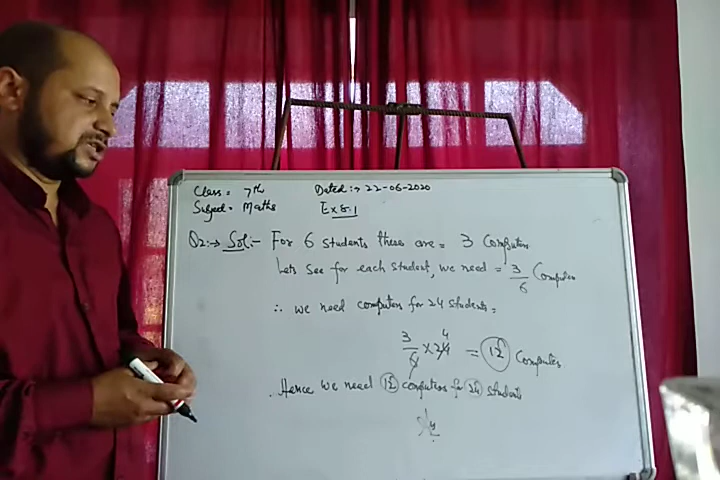 Class = 7th Dated :→ 22-06-2020
Subject = Maths Ex 8.1
Q2:→ Sol:- For 6 Students there are = 3 Computers
Lets see for each student, we need = 3/6 Computer
∴ we need computers for 24 students =
3/6 × 24 4 = 12 Computers
Hence we need 12 computers for 24 students